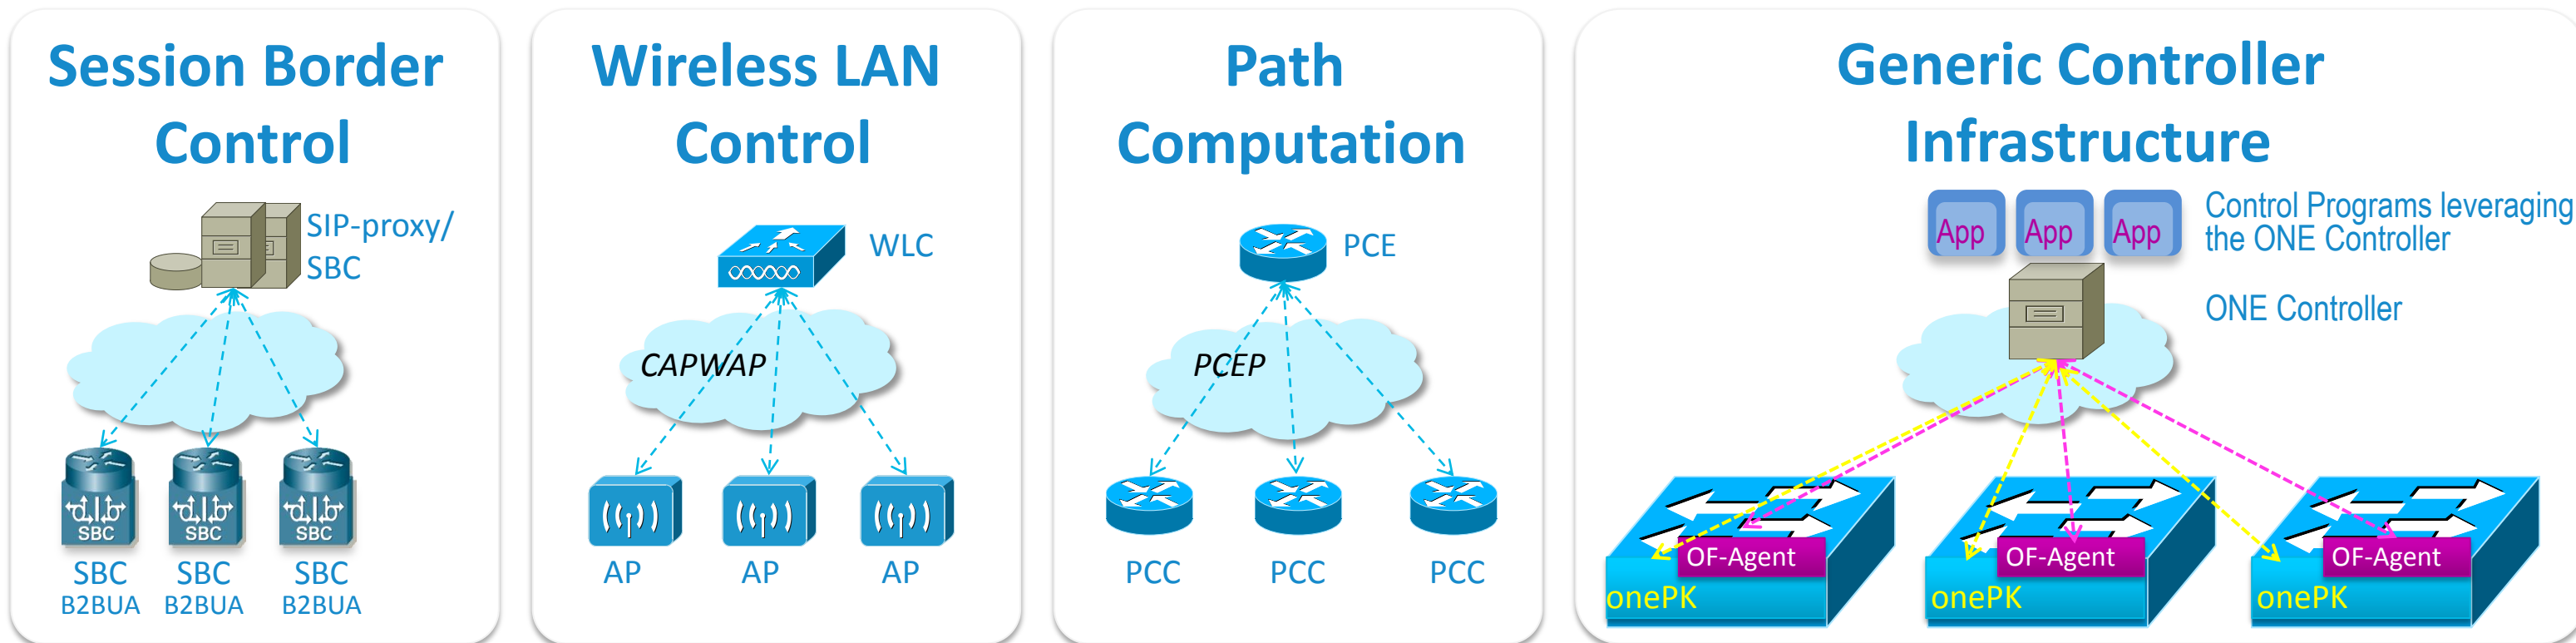 Session Border
Control
SIP-proxy/
SBC
SBC
SBC
SBC
SBC
B2BUA
SBC
B2BUA
SBC
B2BUA
Wireless LAN
Control
WLC
CAPWAP
AP
AP
AP
Path
Computation
PCE
PCEP
PCC
PCC
PCC
Generic Controller
Infrastructure
App
App
App
Control Programs leveraging
the ONE Controller
ONE Controller
OF-Agent
onePK
OF-Agent
onePK
OF-Agent
onePK